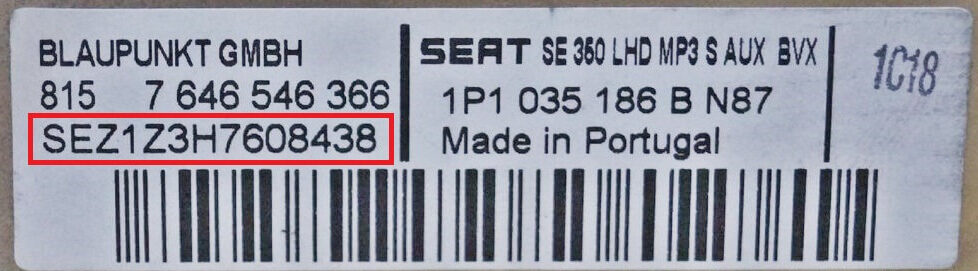 BLAUPUNKT GMBH
815 7 646 546 366
SEZ1Z3H7608438
SEAT SE 360 LHD MP3 S AUX BVX
1P1 035 186 B N87
Made in Portugal
1C18